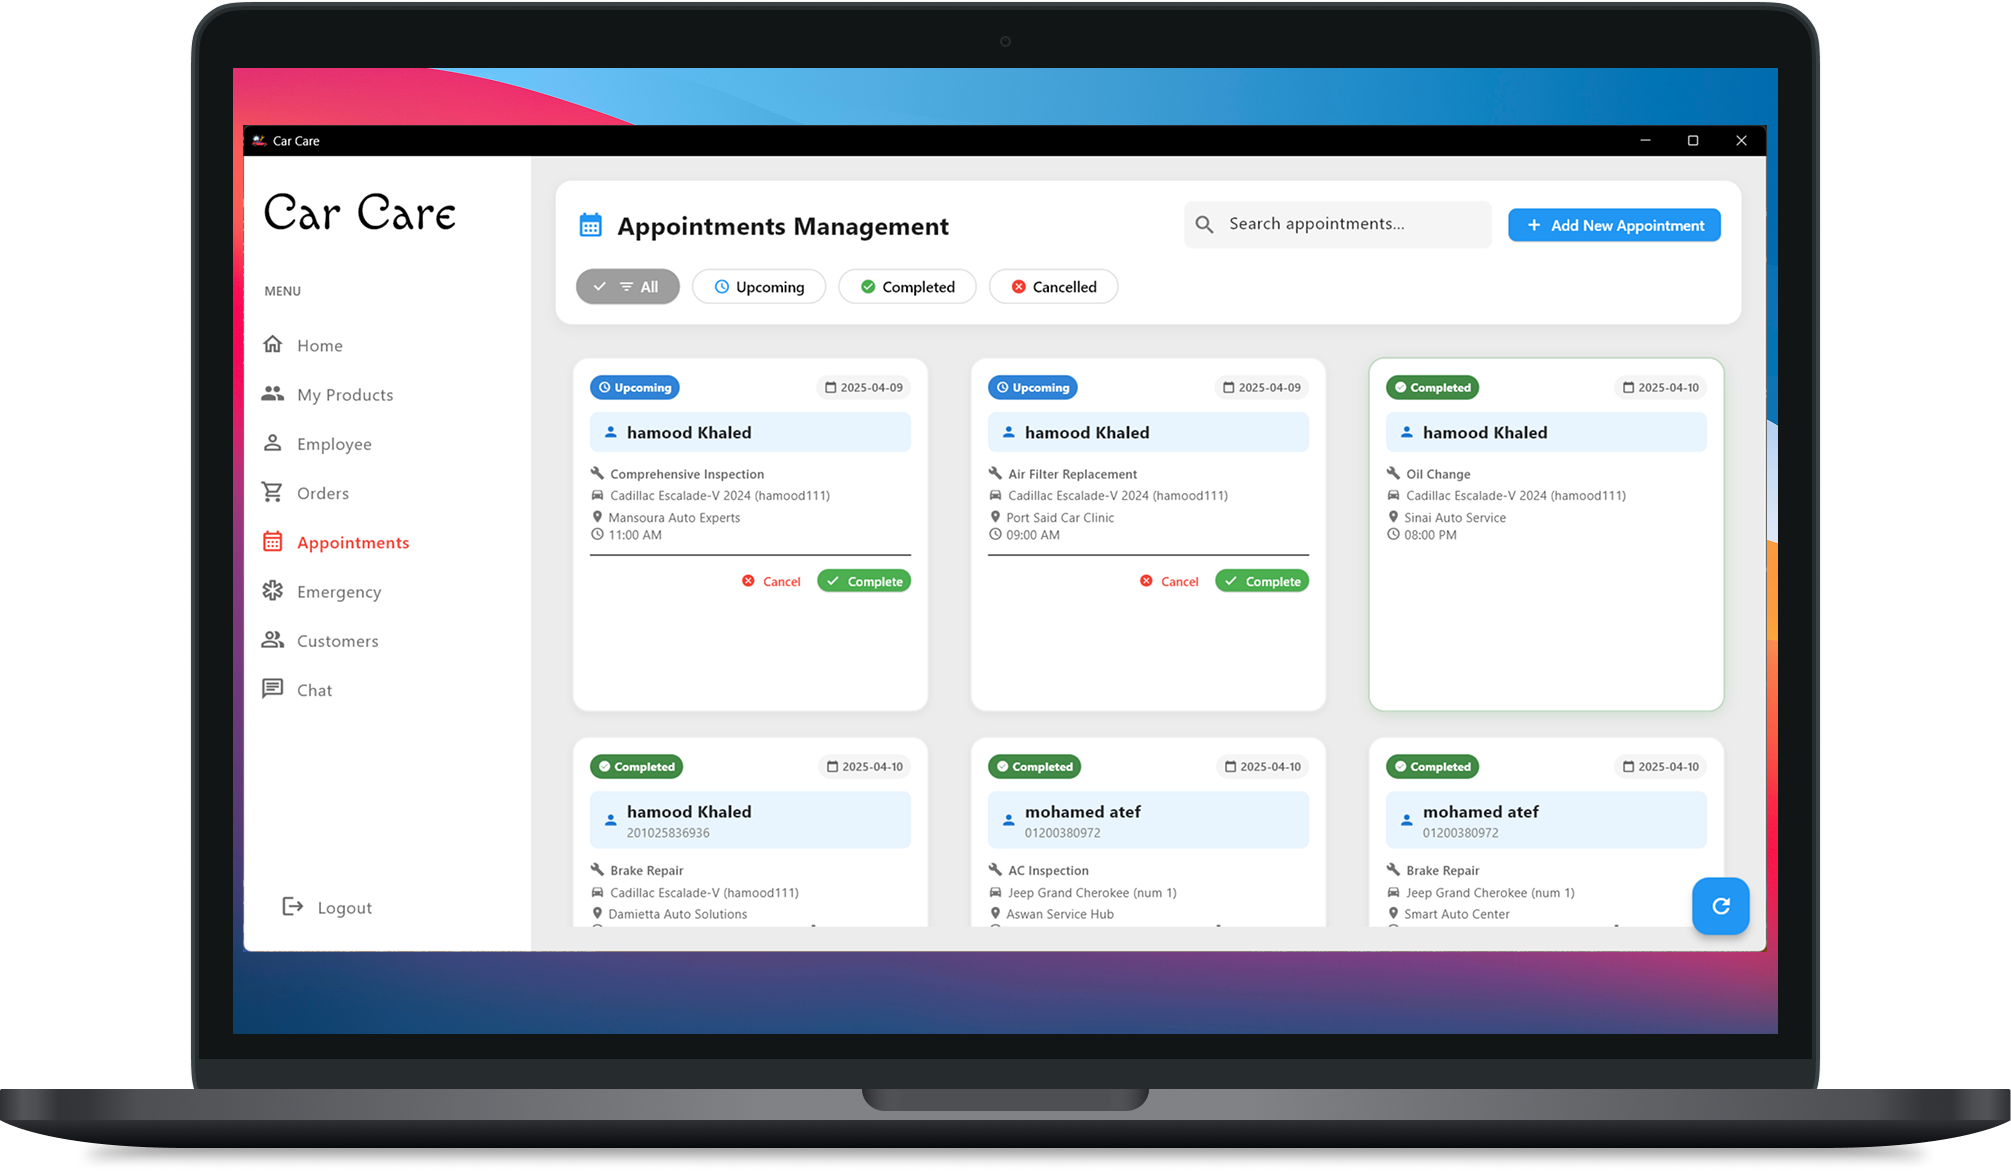 Car Care
Car Care
MENU
Home
My Products
Employee
Orders
Appointments
Emergency
Customers
Chat
Logout
Appointments Management
Search appointments...
+ Add New Appointment
All
Upcoming
Completed
Cancelled
Upcoming 2025-04-09
hamood Khaled
Comprehensive Inspection
Cadillac Escalade-V 2024 (hamood111)
Mansoura Auto Experts
11:00 AM
Cancel Complete
Upcoming 2025-04-09
hamood Khaled
Air Filter Replacement
Cadillac Escalade-V 2024 (hamood111)
Port Said Car Clinic
09:00 AM
Cancel Complete
Completed 2025-04-10
hamood Khaled
Oil Change
Cadillac Escalade-V 2024 (hamood111)
Sinai Auto Service
08:00 PM
Completed 2025-04-10
hamood Khaled
201025836936
Brake Repair
Cadillac Escalade-V (hamood111)
Damietta Auto Solutions
Completed 2025-04-10
mohamed atef
01200380972
AC Inspection
Jeep Grand Cherokee (num 1)
Aswan Service Hub
Completed 2025-04-10
mohamed atef
01200380972
Brake Repair
Jeep Grand Cherokee (num 1)
Smart Auto Center